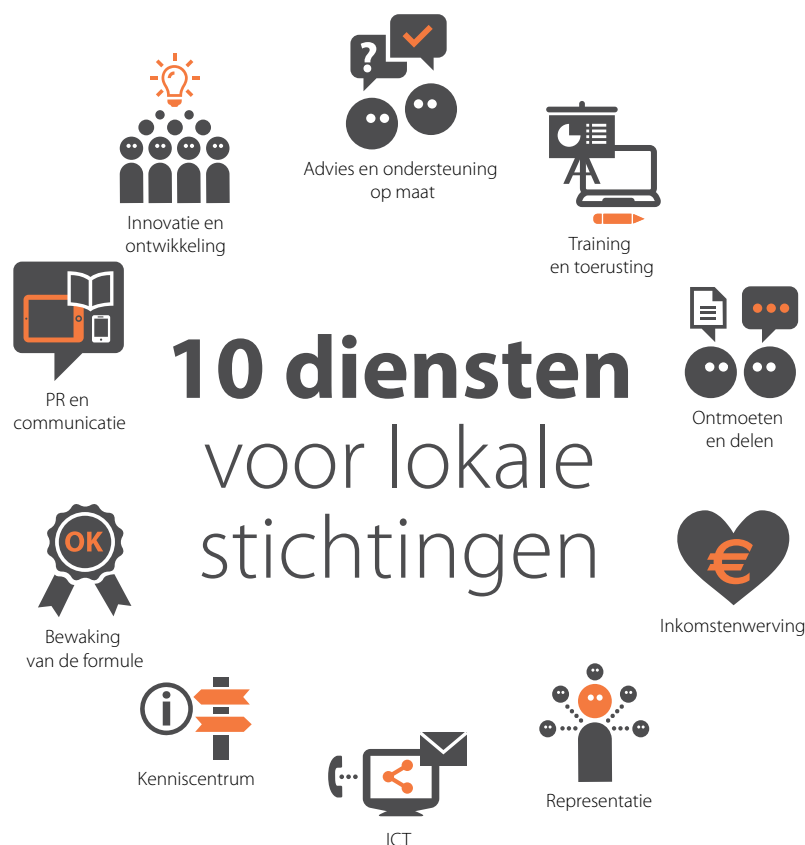 ?
Advies en ondersteuning
op maat
Innovatie en
ontwikkeling
Training
en toerusting
PR en
communicatie
10 diensten
voor lokale
stichtingen
Ontmoeten
en delen
OK
Bewaking
van de formule
€
Inkomstenwerving
i
Kenniscentrum
ICT
Representatie